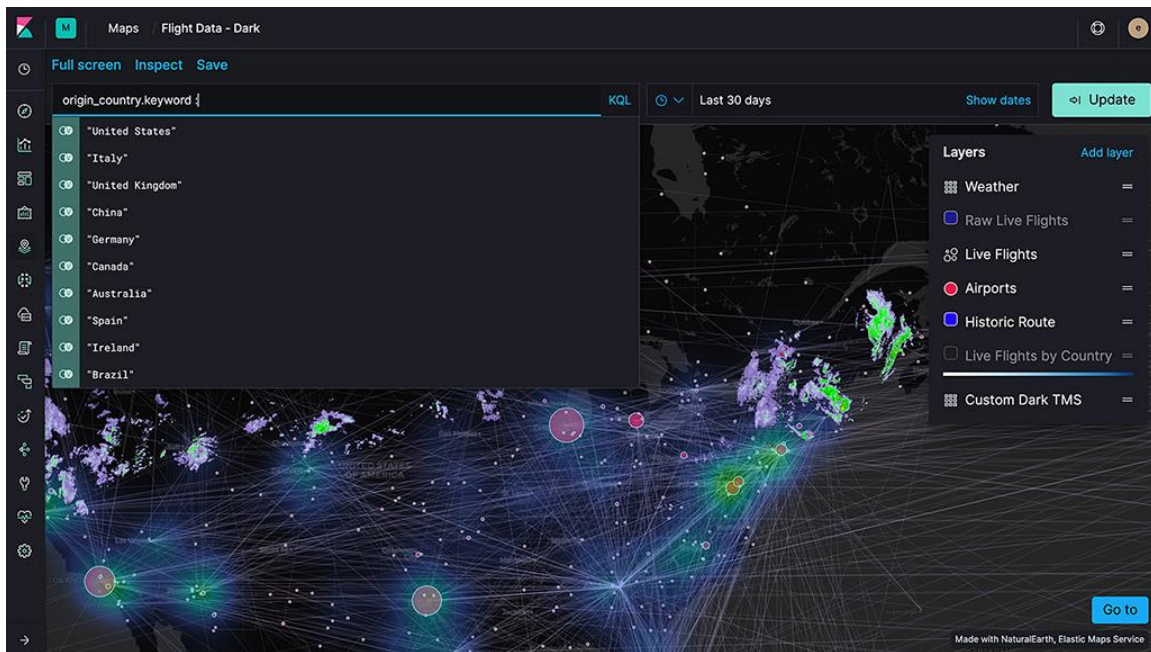 M
Maps / Flight Data - Dark
e
Full screen Inspect Save
origin_country.keyword :
KQL
Last 30 days
Show dates
Update
"United States"
"Italy"
"United Kingdom"
"China"
"Germany"
"Canada"
"Australia"
"Spain"
"Ireland"
"Brazil"
Layers
Add layer
Weather
Raw Live Flights
Live Flights
Airports
Historic Route
Live Flights by Country
Custom Dark TMS
UNITED STATES
OF AMERICA
Go to
Made with NaturalEarth, Elastic Maps Service